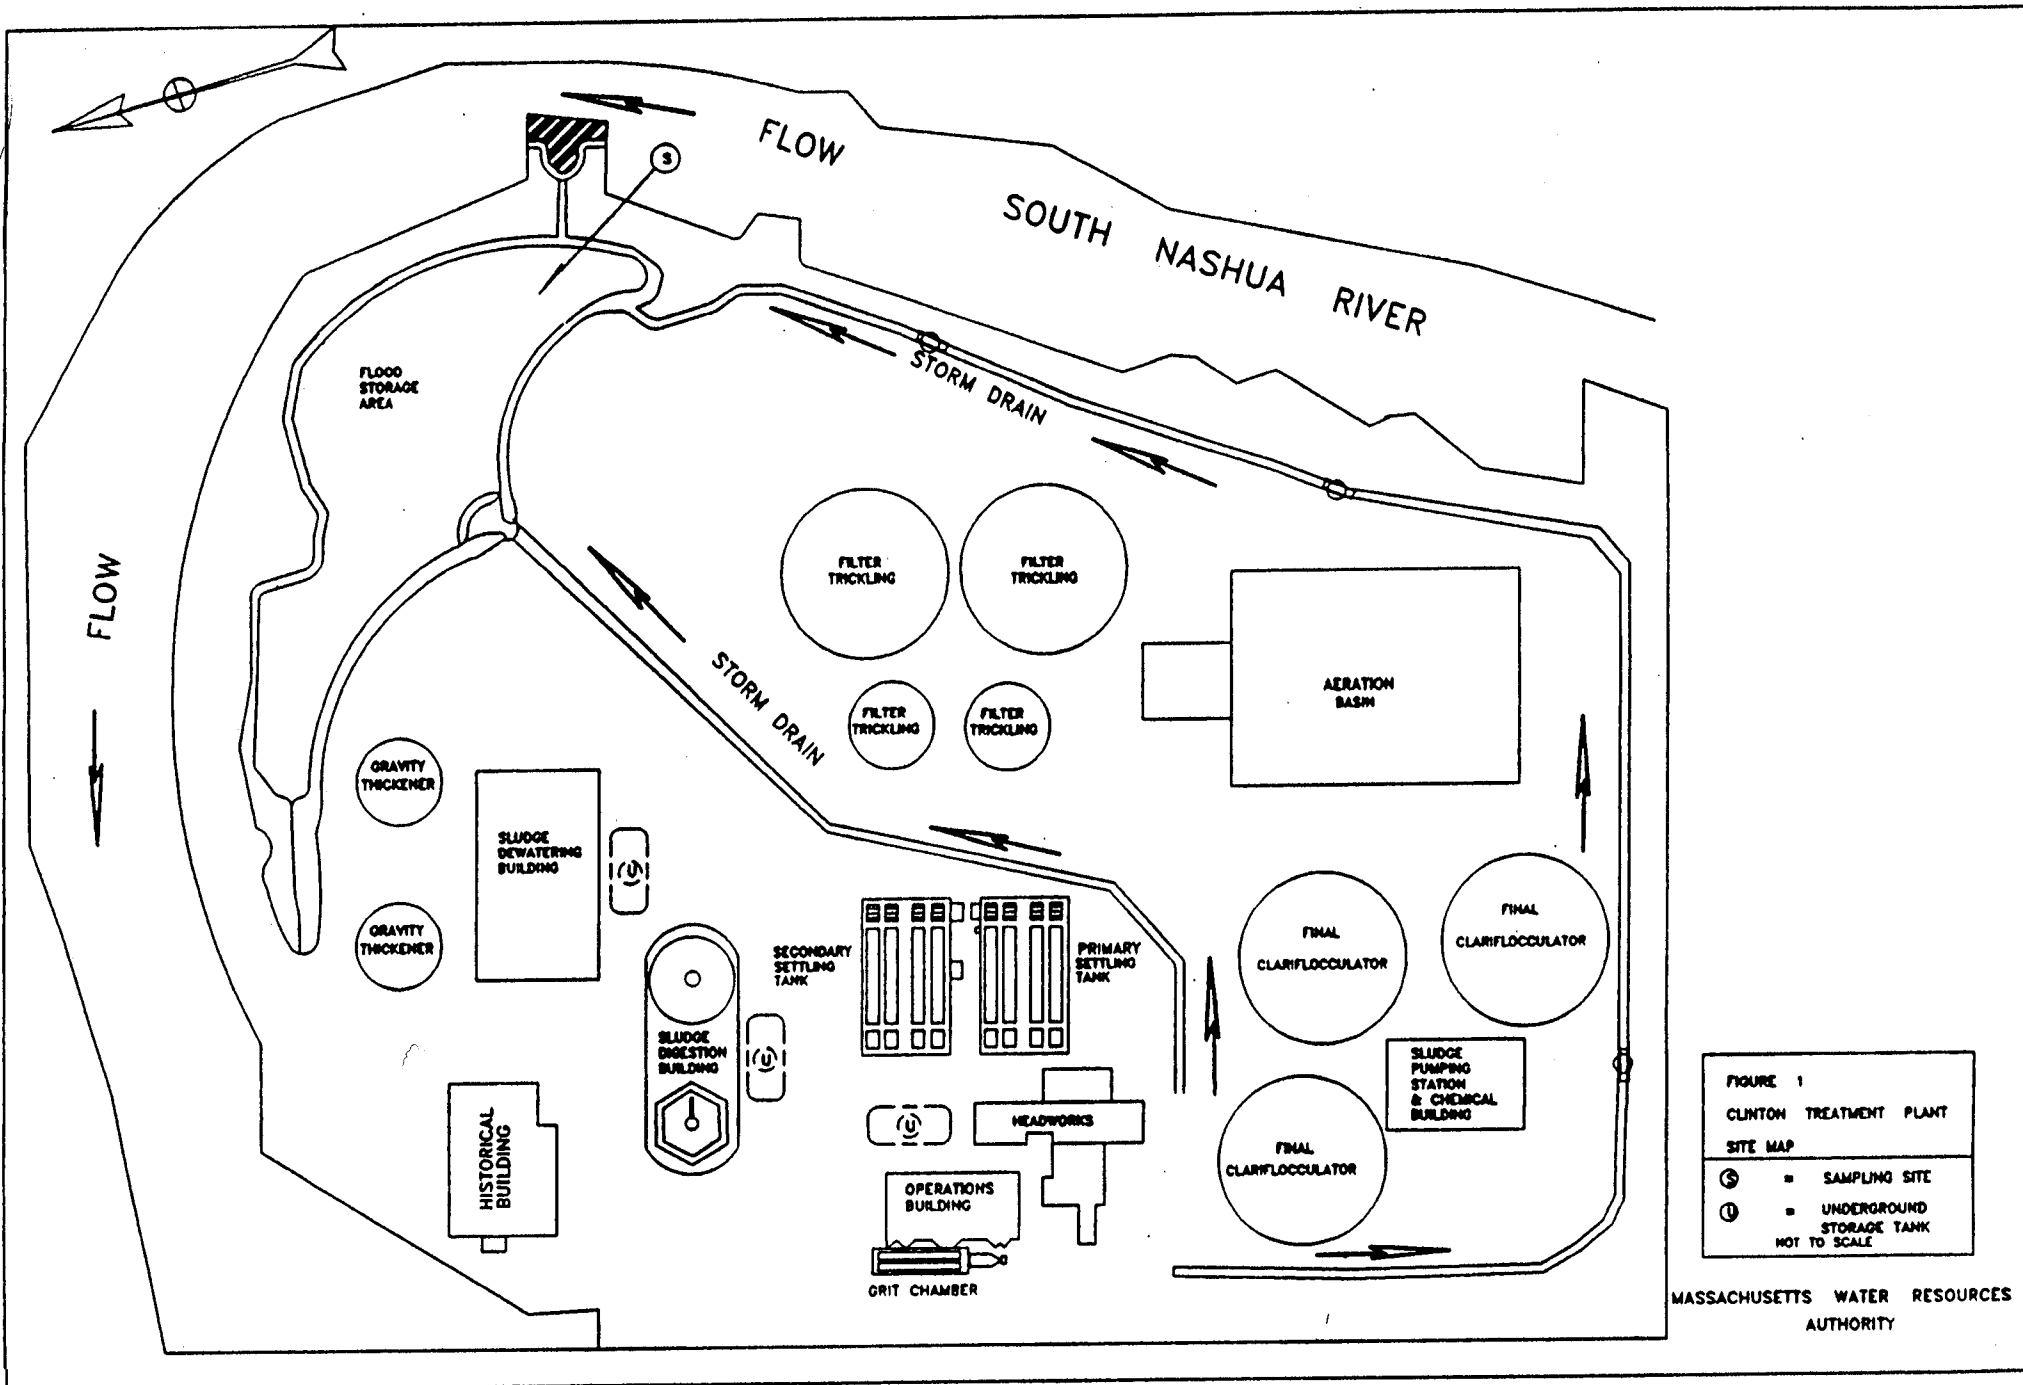 S
FLOW
SOUTH NASHUA RIVER
STORM DRAIN
FLOOD
STORAGE
AREA
FLOW
FILTER
TRICKLING
FILTER
TRICKLING
FILTER
TRICKLING
FILTER
TRICKLING
AERATION
BASIN
STORM DRAIN
GRAVITY
THICKENER
GRAVITY
THICKENER
SLUDGE
DEWATERING
BUILDING
U
SECONDARY
SETTLING
TANK
PRIMARY
SETTLING
TANK
FINAL
CLARIFLOCCULATOR
FINAL
CLARIFLOCCULATOR
SLUDGE
DIGESTION
BUILDING
U
SLUDGE
PUMPING
STATION
& CHEMICAL
BUILDING
HISTORICAL
BUILDING
U
HEADWORKS
FINAL
CLARIFLOCCULATOR
OPERATION'S
BUILDING
GRIT CHAMBER
FIGURE 1
CLINTON TREATMENT PLANT
SITE MAP
S = SAMPLING SITE
U = UNDERGROUND
STORAGE TANK
NOT TO SCALE
MASSACHUSETTS WATER RESOURCES
AUTHORITY